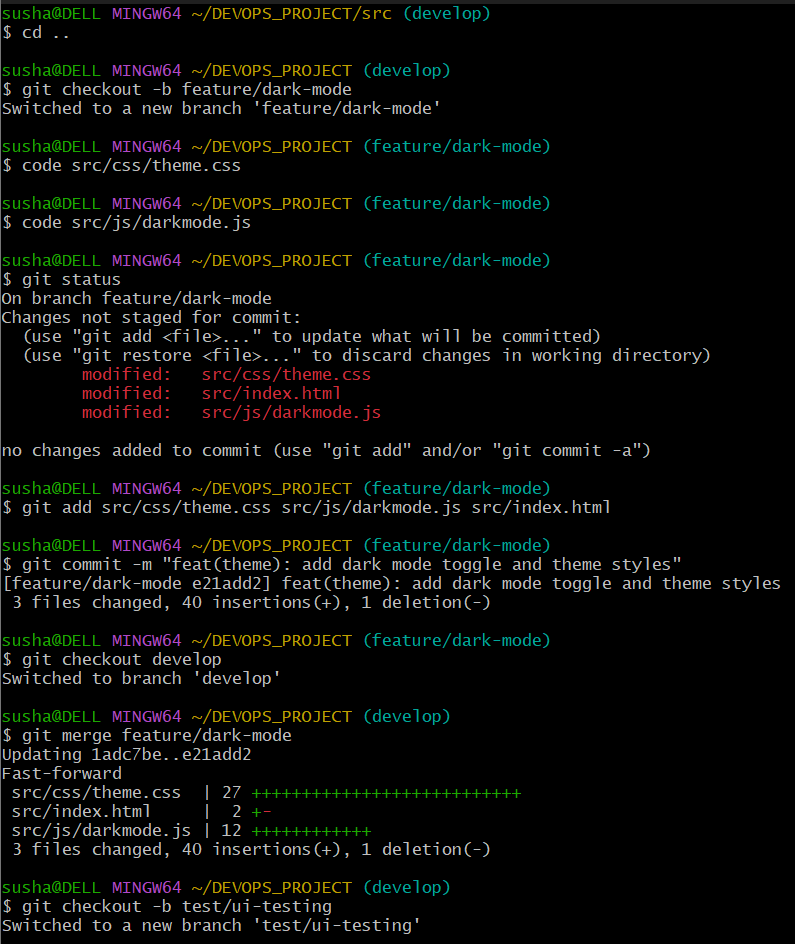 susha@DELL MINGW64 ~/DEVOPS_PROJECT/src (develop)
$ cd ..
susha@DELL MINGW64 ~/DEVOPS_PROJECT (develop)
$ git checkout -b feature/dark-mode
Switched to a new branch 'feature/dark-mode'
susha@DELL MINGW64 ~/DEVOPS_PROJECT (feature/dark-mode)
$ code src/css/theme.css
susha@DELL MINGW64 ~/DEVOPS_PROJECT (feature/dark-mode)
$ code src/js/darkmode.js
susha@DELL MINGW64 ~/DEVOPS_PROJECT (feature/dark-mode)
$ git status
On branch feature/dark-mode
Changes not staged for commit:
  (use "git add <file>..." to update what will be committed)
  (use "git restore <file>..." to discard changes in working directory)
        modified:   src/css/theme.css
        modified:   src/index.html
        modified:   src/js/darkmode.js
no changes added to commit (use "git add" and/or "git commit -a")
susha@DELL MINGW64 ~/DEVOPS_PROJECT (feature/dark-mode)
$ git add src/css/theme.css src/js/darkmode.js src/index.html
susha@DELL MINGW64 ~/DEVOPS_PROJECT (feature/dark-mode)
$ git commit -m "feat(theme): add dark mode toggle and theme styles"
[feature/dark-mode e21add2] feat(theme): add dark mode toggle and theme styles
 3 files changed, 40 insertions(+), 1 deletion(-)
susha@DELL MINGW64 ~/DEVOPS_PROJECT (feature/dark-mode)
$ git checkout develop
Switched to branch 'develop'
susha@DELL MINGW64 ~/DEVOPS_PROJECT (develop)
$ git merge feature/dark-mode
Updating 1adc7be..e21add2
Fast-forward
 src/css/theme.css  | 27 +++++++++++++++++++++++++++
 src/index.html     |  2 +-
 src/js/darkmode.js | 12 ++++++++++++
 3 files changed, 40 insertions(+), 1 deletion(-)
susha@DELL MINGW64 ~/DEVOPS_PROJECT (develop)
$ git checkout -b test/ui-testing
Switched to a new branch 'test/ui-testing'